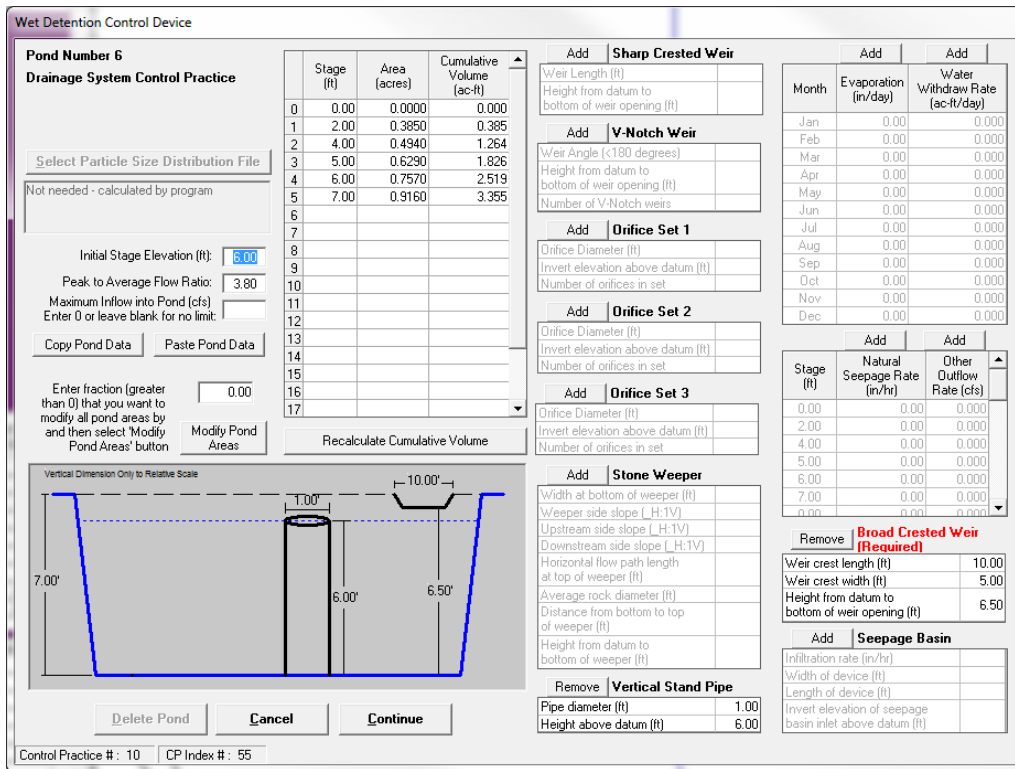 Wet Detention Control Device
Pond Number 6
Drainage System Control Practice
Select Particle Size Distribution File
Not needed - calculated by program
Initial Stage Elevation (ft): 6.00
Peak to Average Flow Ratio: 3.80
Maximum Inflow into Pond (cfs)
Enter 0 or leave blank for no limit:
Copy Pond Data Paste Pond Data
Enter fraction (greater
than 0) that you want to
modify all pond areas by
and then select 'Modify
Pond Areas' button
0.00
Modify Pond
Areas
Stage
(ft)
Area
(acres)
Cumulative
Volume
(ac-ft)
0 0.00 0.0000 0.000
1 2.00 0.3850 0.385
2 4.00 0.4940 1.264
3 5.00 0.6290 1.826
4 6.00 0.7570 2.519
5 7.00 0.9160 3.355
6
7
8
9
10
11
12
13
14
15
16
17
Recalculate Cumulative Volume
Vertical Dimension Only to Relative Scale
1.00'
10.00'
7.00'
6.00'
6.50'
Delete Pond Cancel Continue
Control Practice # : 10 CP Index # : 55
Add Sharp Crested Weir
Weir Length (ft)
Height from datum to
bottom of weir opening (ft)
Add V-Notch Weir
Weir Angle (<180 degrees)
Height from datum to
bottom of weir opening (ft)
Number of V-Notch weirs
Add Orifice Set 1
Orifice Diameter (ft)
Invert elevation above datum (ft)
Number of orifices in set
Add Orifice Set 2
Orifice Diameter (ft)
Invert elevation above datum (ft)
Number of orifices in set
Add Orifice Set 3
Orifice Diameter (ft)
Invert elevation above datum (ft)
Number of orifices in set
Add Stone Weeper
Width at bottom of weeper (ft)
Weeper side slope (_H:1V)
Upstream side slope (_H:1V)
Downstream side slope (_H:1V)
Horizontal flow path length
at top of weeper (ft)
Average rock diameter (ft)
Distance from bottom to top
of weeper (ft)
Height from datum to
bottom of weeper (ft)
Remove Vertical Stand Pipe
Pipe diameter (ft) 1.00
Height above datum (ft) 6.00
Add Add
Month
Evaporation
(in/day)
Water
Withdraw Rate
(ac-ft/day)
Jan 0.00 0.000
Feb 0.00 0.000
Mar 0.00 0.000
Apr 0.00 0.000
May 0.00 0.000
Jun 0.00 0.000
Jul 0.00 0.000
Aug 0.00 0.000
Sep 0.00 0.000
Oct 0.00 0.000
Nov 0.00 0.000
Dec 0.00 0.000
Add Add
Stage
(ft)
Natural
Seepage Rate
(in/hr)
Other
Outflow
Rate (cfs)
0.00 0.00 0.000
2.00 0.00 0.000
4.00 0.00 0.000
5.00 0.00 0.000
6.00 0.00 0.000
7.00 0.00 0.000
0.00 0.00 0.000
Remove Broad Crested Weir
(Required)
Weir crest length (ft) 10.00
Weir crest width (ft) 5.00
Height from datum to
bottom of weir opening (ft) 6.50
Add Seepage Basin
Infiltration rate (in/hr)
Width of device (ft)
Length of device (ft)
Invert elevation of seepage
basin inlet above datum (ft)